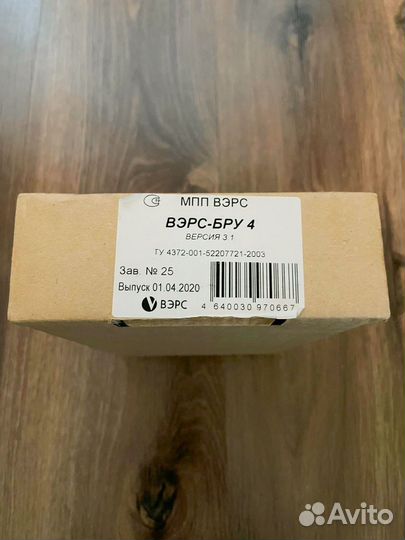 МПП ВЭРС
ВЭРС-БРУ 4
ВЕРСИЯ 3.1
ТУ 4372-001-52207721-2003
Зав. № 25
Выпуск 01.04.2020
ВЭРС
4 640030 970667
Avito